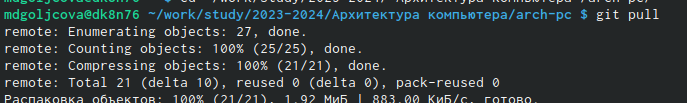 mdgoljcova@dk8n76 ~/work/study/2023-2024/Архитектура компьютера/arch-pc $ git pull
remote: Enumerating objects: 27, done.
remote: Counting objects: 100% (25/25), done.
remote: Compressing objects: 100% (21/21), done.
remote: Total 21 (delta 10), reused 0 (delta 0), pack-reused 0
Распаковка объектов: 100% (21/21), 1.92 МиБ | 883.00 КиБ/с, готово.